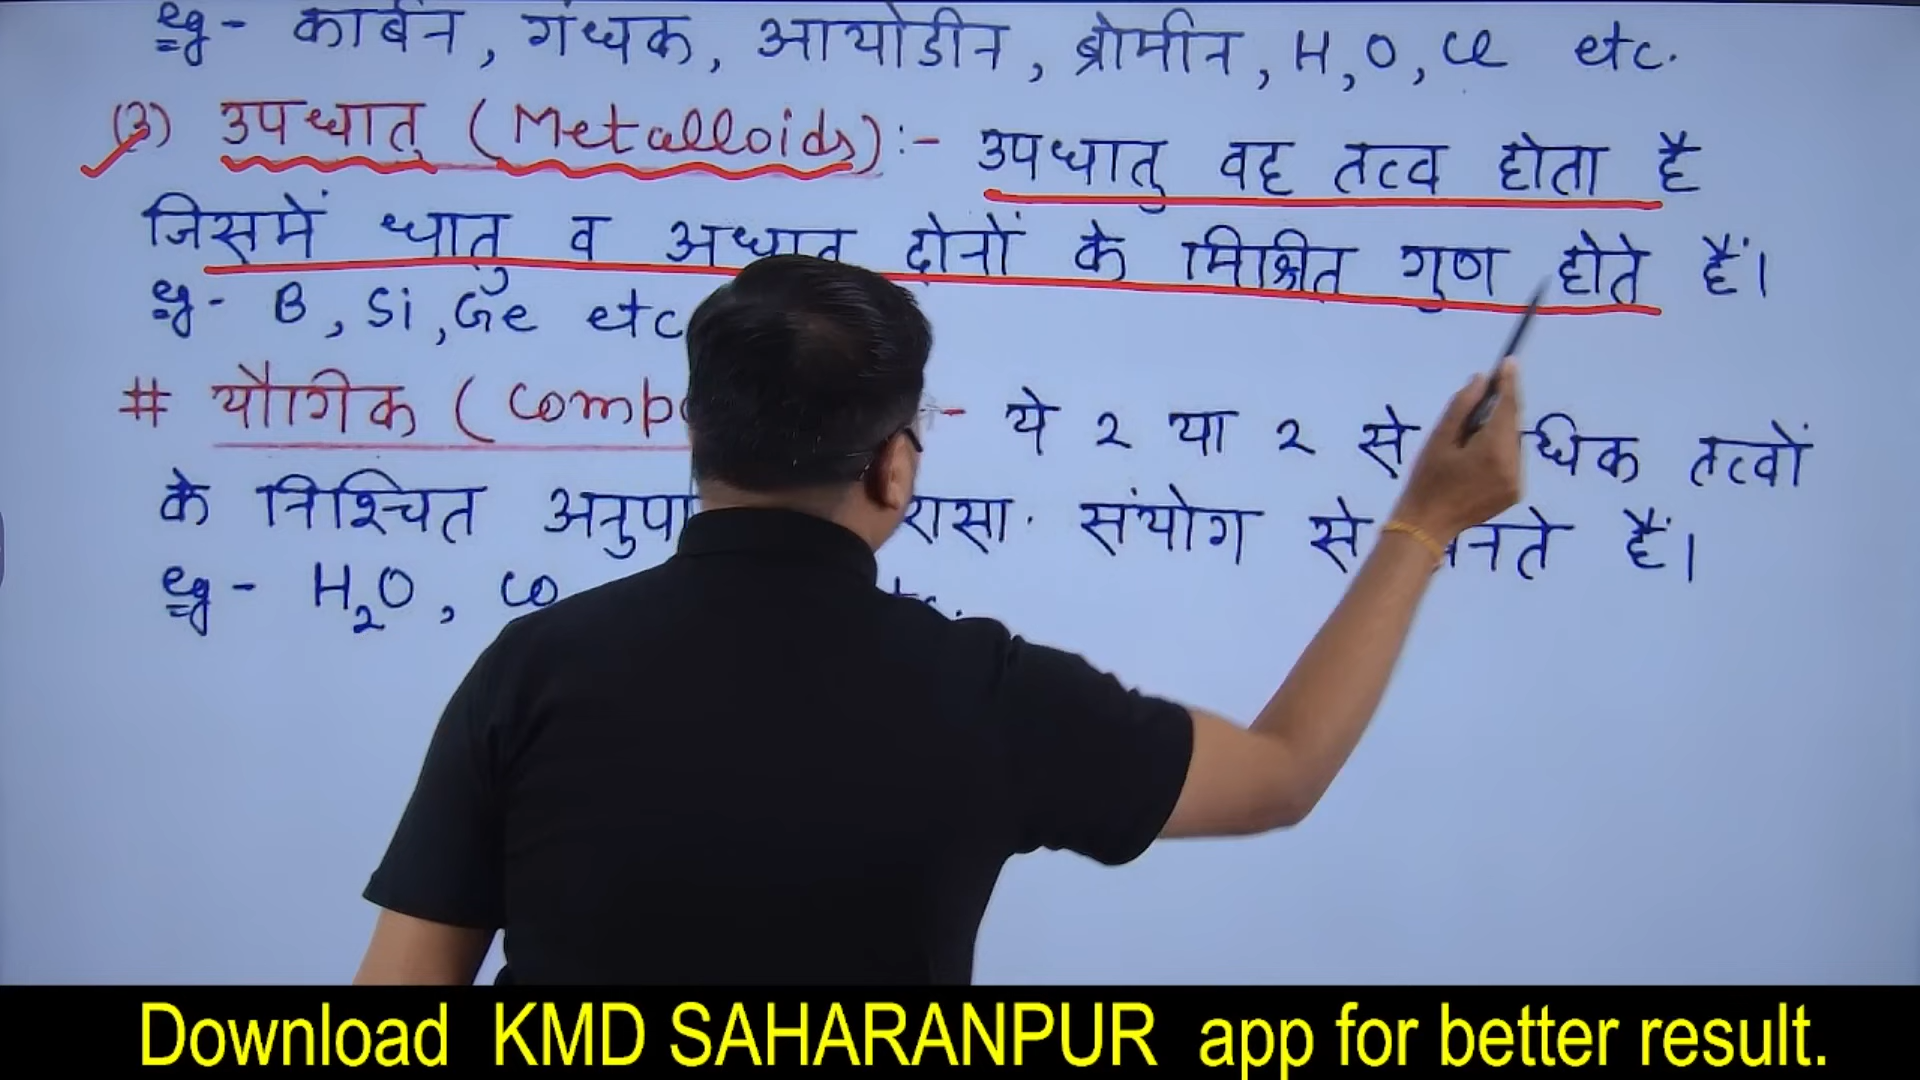 eg - कार्बन, गंधक, आयोडीन, ब्रोमीन, H, O, Cl etc.
(3) उपधातु (Metalloids) :- उपधातु वह तत्व होता है
जिसमें धातु व अधातु दोनों के मिश्रित गुण होते हैं।
eg - B, Si, Ge etc
# यौगिक (Comp - ये 2 या 2 से धिक तत्वों
के निश्चित अनुपा रासा. संयोग से नते हैं।
eg - H₂O, co
Download KMD SAHARANPUR app for better result.